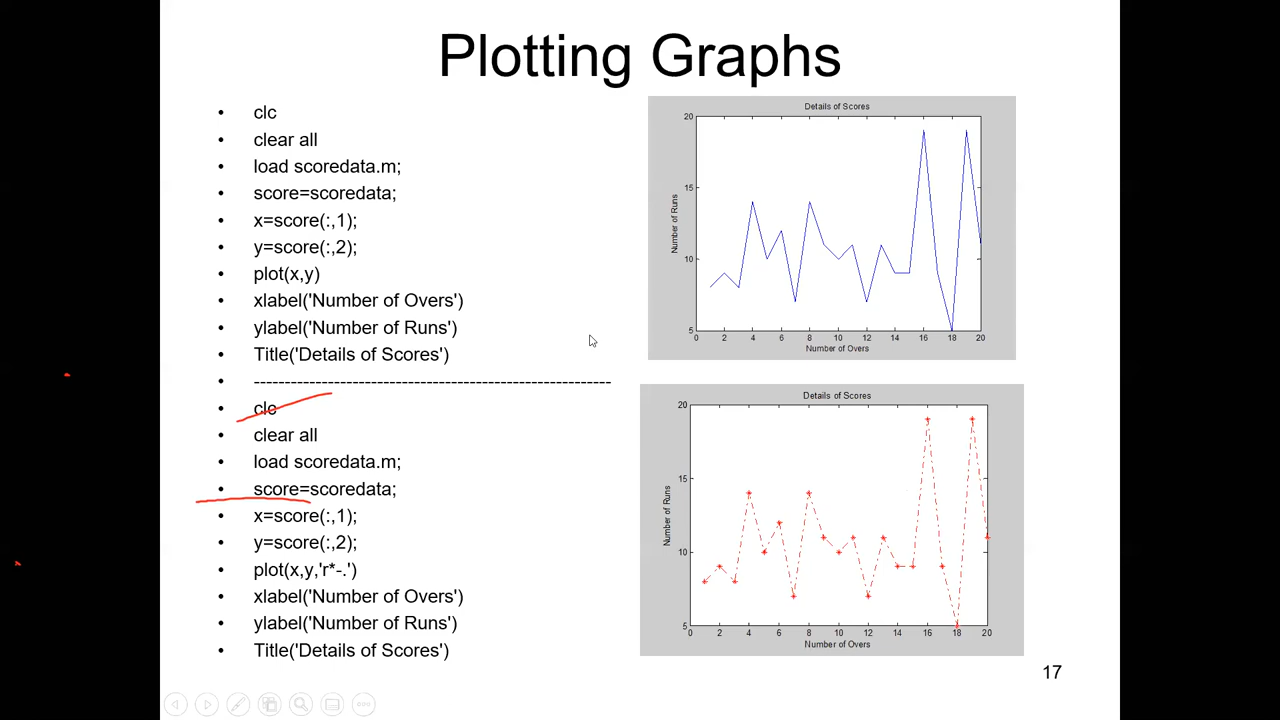 Plotting Graphs
• clc
• clear all
• load scoredata.m;
• score=scoredata;
• x=score(:,1);
• y=score(:,2);
• plot(x,y)
• xlabel('Number of Overs')
• ylabel('Number of Runs')
• Title('Details of Scores')
• ----------------------------------------------------------
• clc
• clear all
• load scoredata.m;
• score=scoredata;
• x=score(:,1);
• y=score(:,2);
• plot(x,y,'r*-.')
• xlabel('Number of Overs')
• ylabel('Number of Runs')
• Title('Details of Scores')
Details of Scores
20
15
10
5
Number of Runs
0 2 4 6 8 10 12 14 16 18 20
Number of Overs
Details of Scores
20
15
10
5
Number of Runs
0 2 4 6 8 10 12 14 16 18 20
Number of Overs
17